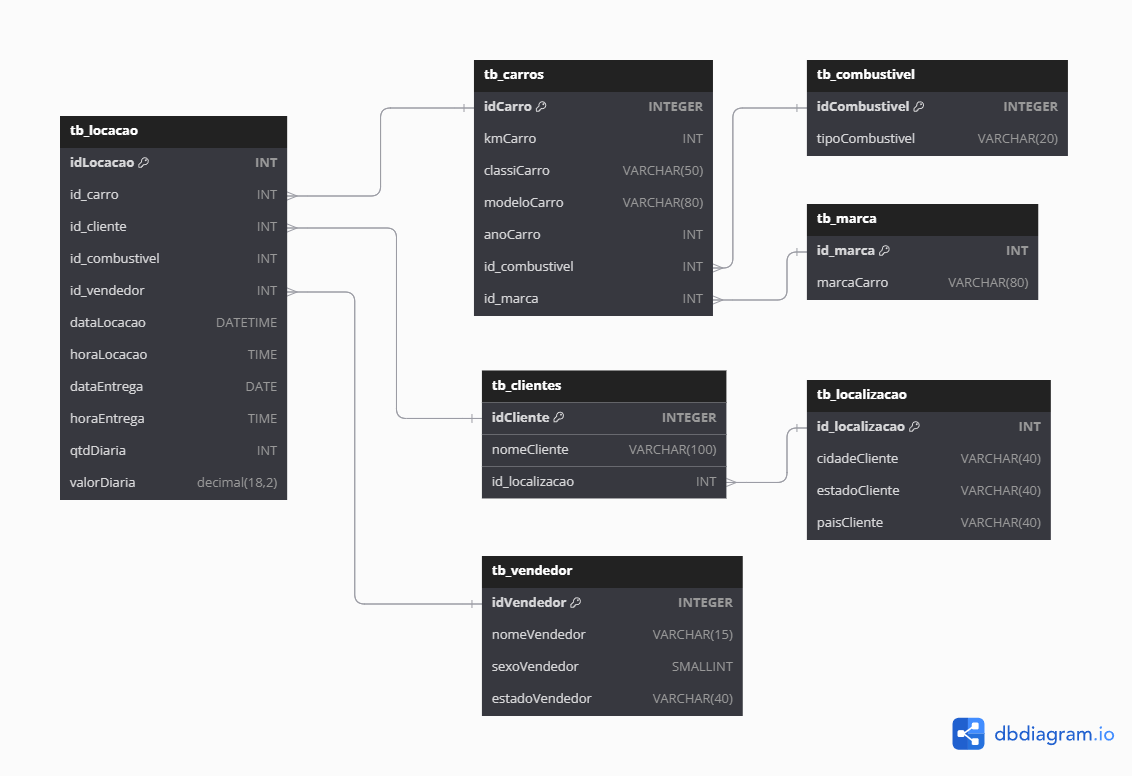 tb_locacao
idLocacao INT
id_carro INT
id_cliente INT
id_combustivel INT
id_vendedor INT
dataLocacao DATETIME
horaLocacao TIME
dataEntrega DATE
horaEntrega TIME
qtdDiaria INT
valorDiaria decimal(18,2)
tb_carros
idCarro INTEGER
kmCarro INT
classiCarro VARCHAR(50)
modeloCarro VARCHAR(80)
anoCarro INT
id_combustivel INT
id_marca INT
tb_combustivel
idCombustivel INTEGER
tipoCombustivel VARCHAR(20)
tb_marca
id_marca INT
marcaCarro VARCHAR(80)
tb_clientes
idCliente INTEGER
nomeCliente VARCHAR(100)
id_localizacao INT
tb_localizacao
id_localizacao INT
cidadeCliente VARCHAR(40)
estadoCliente VARCHAR(40)
paisCliente VARCHAR(40)
tb_vendedor
idVendedor INTEGER
nomeVendedor VARCHAR(15)
sexoVendedor SMALLINT
estadoVendedor VARCHAR(40)
dbdiagram.io